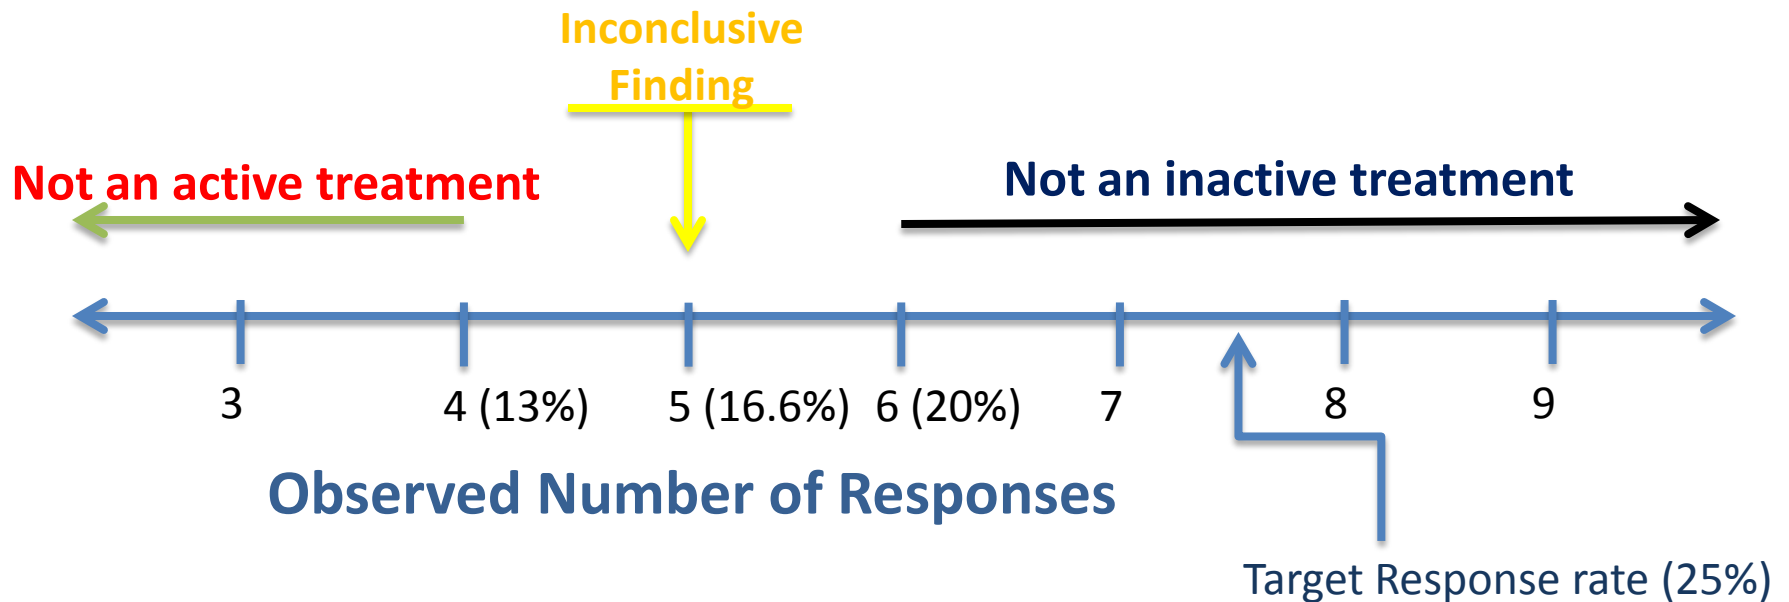 Inconclusive
Finding
Not an active treatment
Not an inactive treatment
3
4 (13%)
5 (16.6%)
6 (20%)
7
8
9
Observed Number of Responses
Target Response rate (25%)